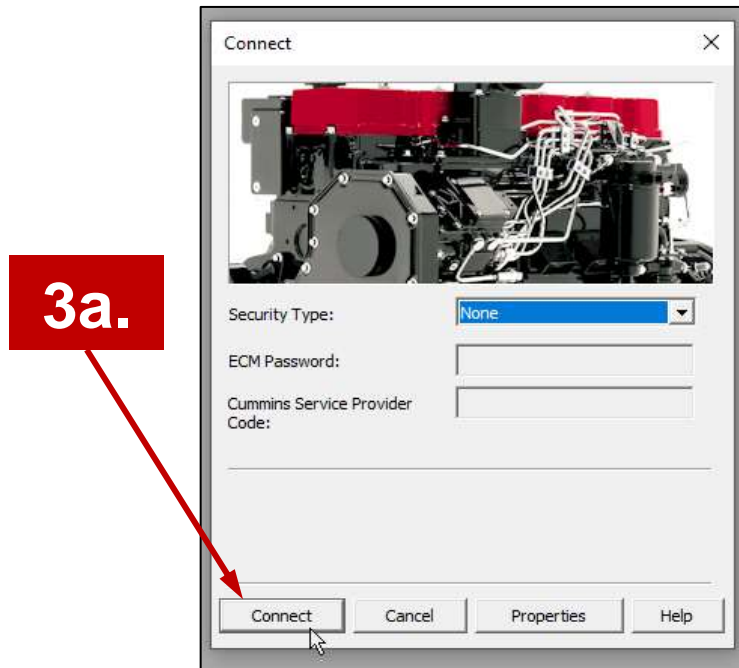 Connect
3a.
Security Type:
None
ECM Password:
Cummins Service Provider
Code:
Connect
Cancel
Properties
Help